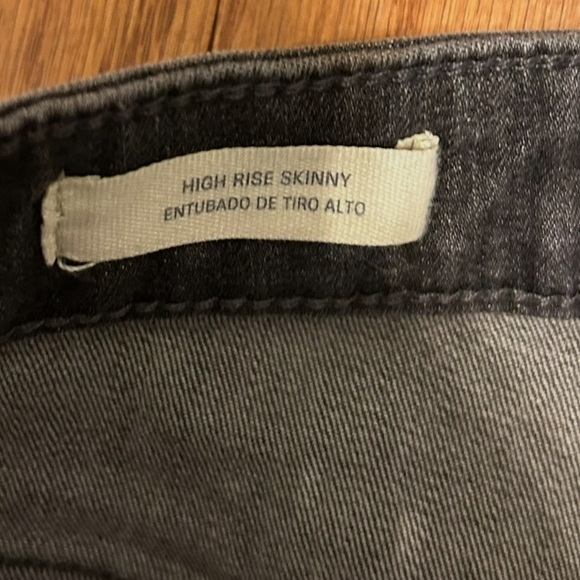 HIGH RISE SKINNY
ENTUBADO DE TIRO ALTO